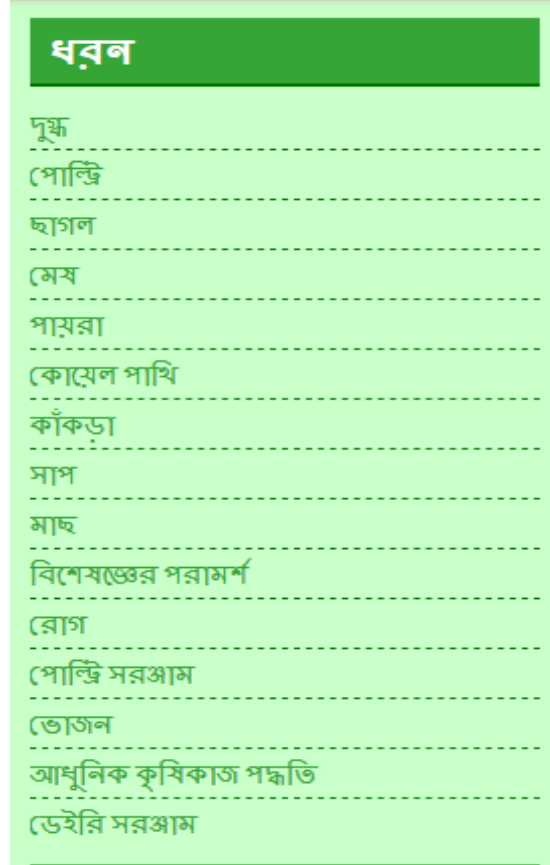 ধরন
দুগ্ধ
পোল্ট্রি
ছাগল
মেষ
পায়রা
কোয়েল পাখি
কাঁকড়া
সাপ
মাছ
বিশেষজ্ঞের পরামর্শ
রোগ
পোল্ট্রি সরঞ্জাম
ভোজন
আধুনিক কৃষিকাজ পদ্ধতি
ডেইরি সরঞ্জাম